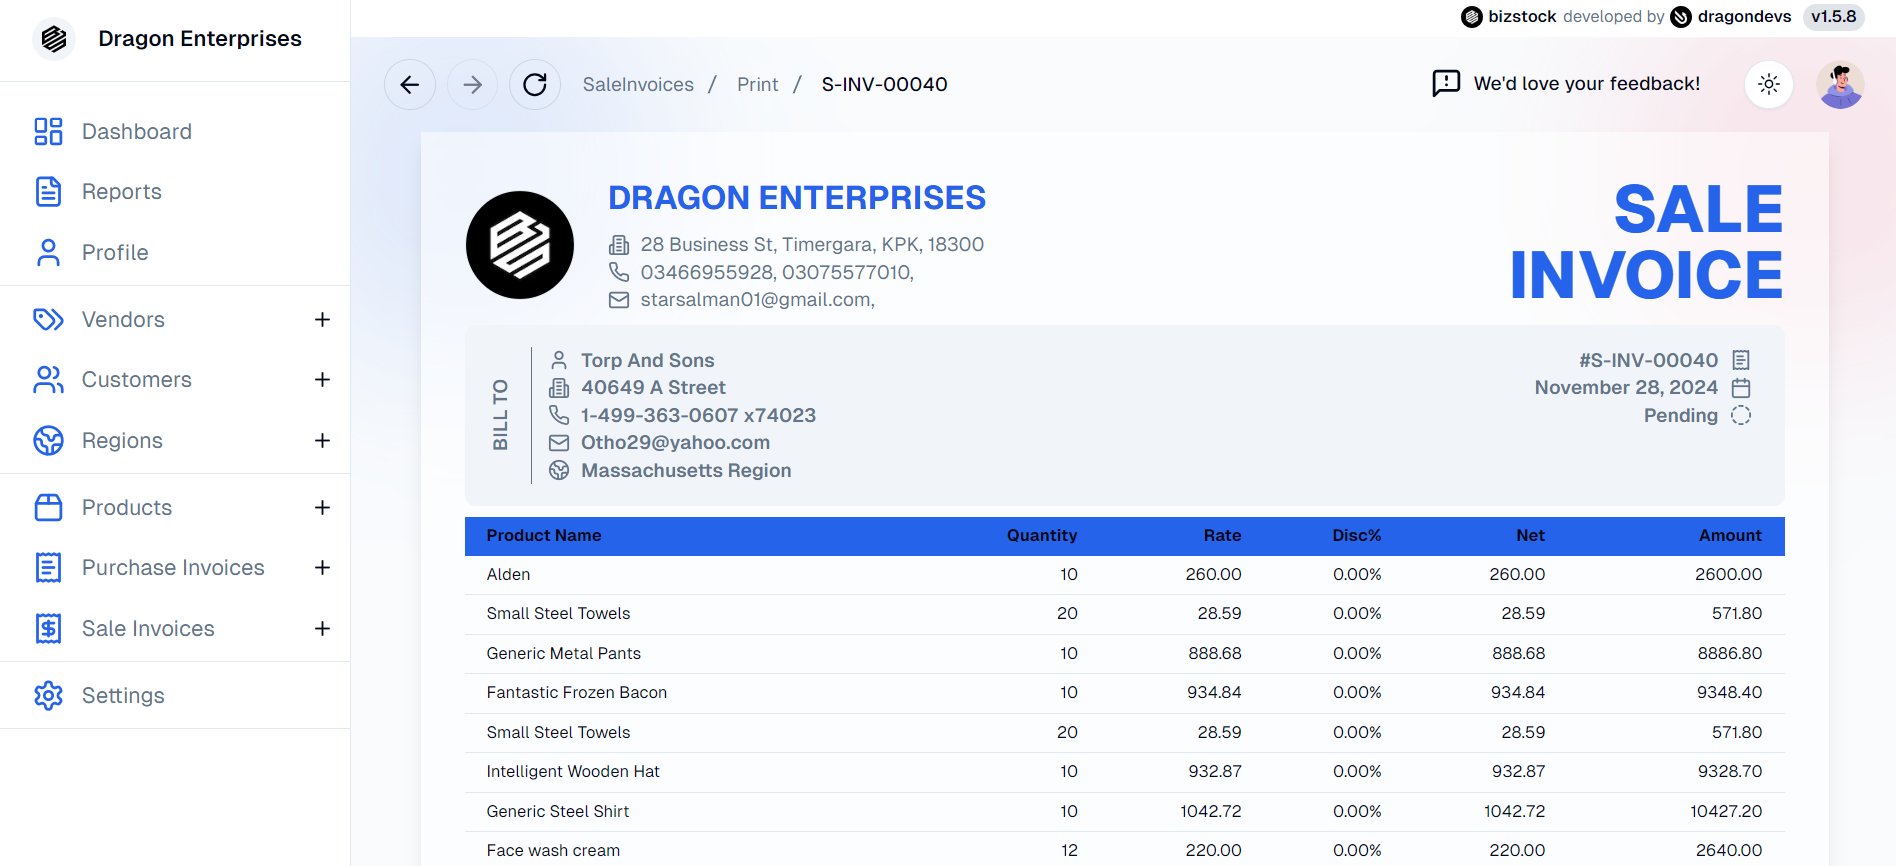 Dragon Enterprises
bizstock developed by dragondevs v1.5.8
SaleInvoices / Print / S-INV-00040
We'd love your feedback!
Dashboard
Reports
Profile
Vendors +
Customers +
Regions +
Products +
Purchase Invoices +
Sale Invoices +
Settings
DRAGON ENTERPRISES
28 Business St, Timergara, KPK, 18300
03466955928, 03075577010,
starsalman01@gmail.com,
SALE
INVOICE
BILL TO
Torp And Sons
40649 A Street
1-499-363-0607 x74023
Otho29@yahoo.com
Massachusetts Region
#S-INV-00040
November 28, 2024
Pending
Product Name Quantity Rate Disc% Net Amount
Alden 10 260.00 0.00% 260.00 2600.00
Small Steel Towels 20 28.59 0.00% 28.59 571.80
Generic Metal Pants 10 888.68 0.00% 888.68 8886.80
Fantastic Frozen Bacon 10 934.84 0.00% 934.84 9348.40
Small Steel Towels 20 28.59 0.00% 28.59 571.80
Intelligent Wooden Hat 10 932.87 0.00% 932.87 9328.70
Generic Steel Shirt 10 1042.72 0.00% 1042.72 10427.20
Face wash cream 12 220.00 0.00% 220.00 2640.00